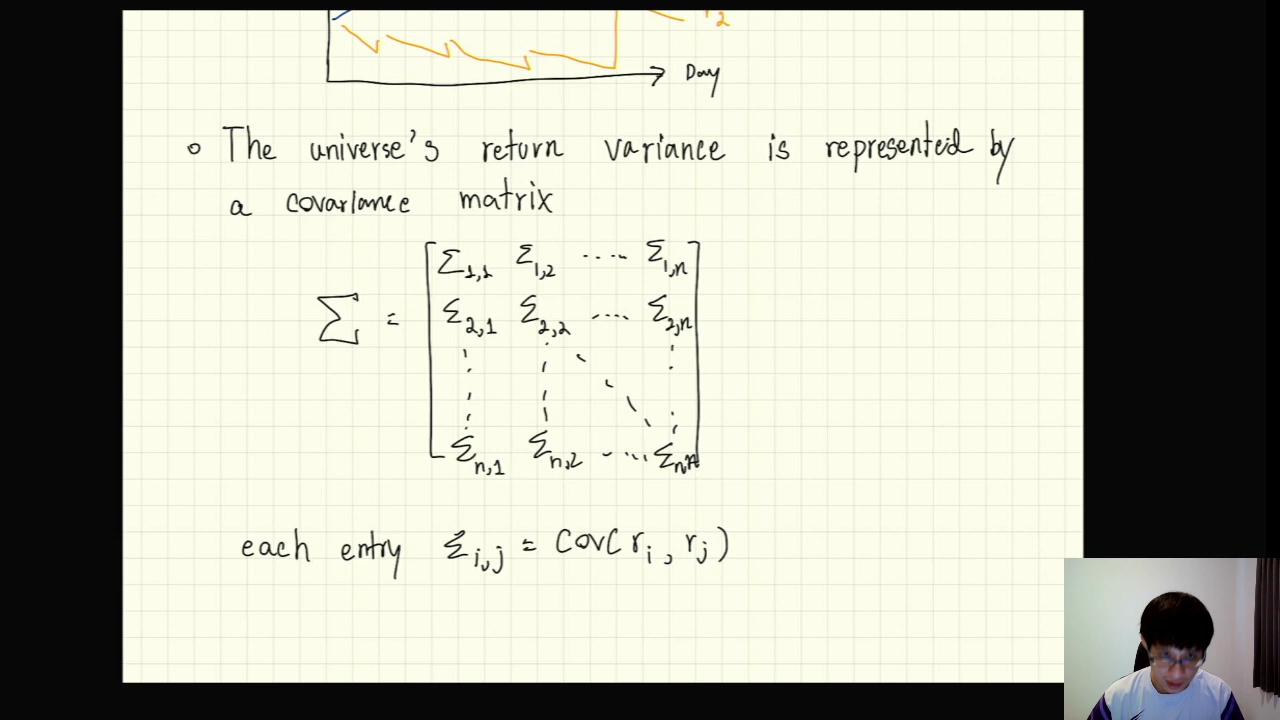 r₂
Day
The universe's return variance is represented by
a covariance matrix
Σ = [ Σ₁,₁ Σ₁,₂ ..... Σ₁,n
Σ₂,₁ Σ₂,₂ ..... Σ₂,n
Σn,₁ Σn,₂ ..... Σn,n ]
each entry Σi,j = Cov(ri, rj)